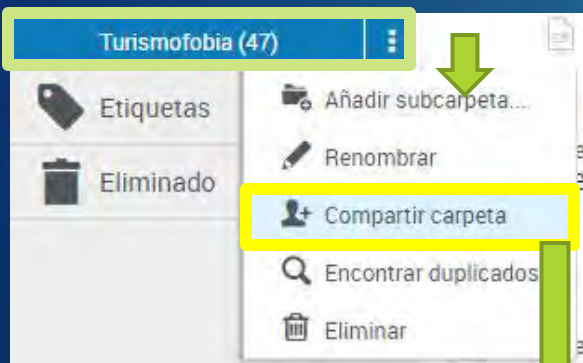 Turismofobia (47)
Etiquetas
Eliminado
Añadir subcarpeta...
Renombrar
Compartir carpeta
Encontrar duplicados
Eliminar